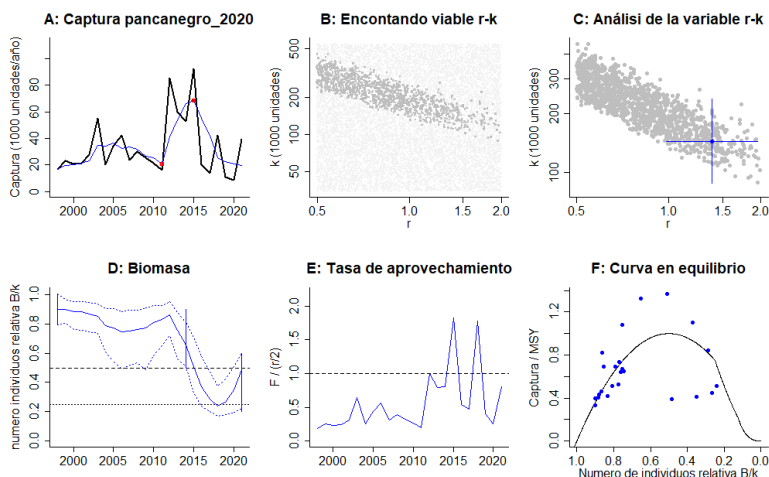 A: Captura pancanegro_2020
B: Encontando viable r-k
C: Análisi de la variable r-k
Captura (1000 unidades/año)
0 20 40 60 80
2000 2005 2010 2015 2020
k (1000 unidades)
50 100 200 500
0.5 1.0 1.5 2.0
r
k (1000 unidades)
100 200 300
0.5 1.0 1.5 2.0
r
D: Biomasa
E: Tasa de aprovechamiento
F: Curva en equilibrio
numero individuos relativa B/k
0.0 0.2 0.4 0.6 0.8 1.0
2000 2005 2010 2015 2020
F / (r/2)
0.0 0.5 1.0 1.5 2.0
2000 2005 2010 2015 2020
Captura / MSY
0.0 0.4 0.8 1.2
1.0 0.8 0.6 0.4 0.2 0.0
Numero de individuos relativa B/k